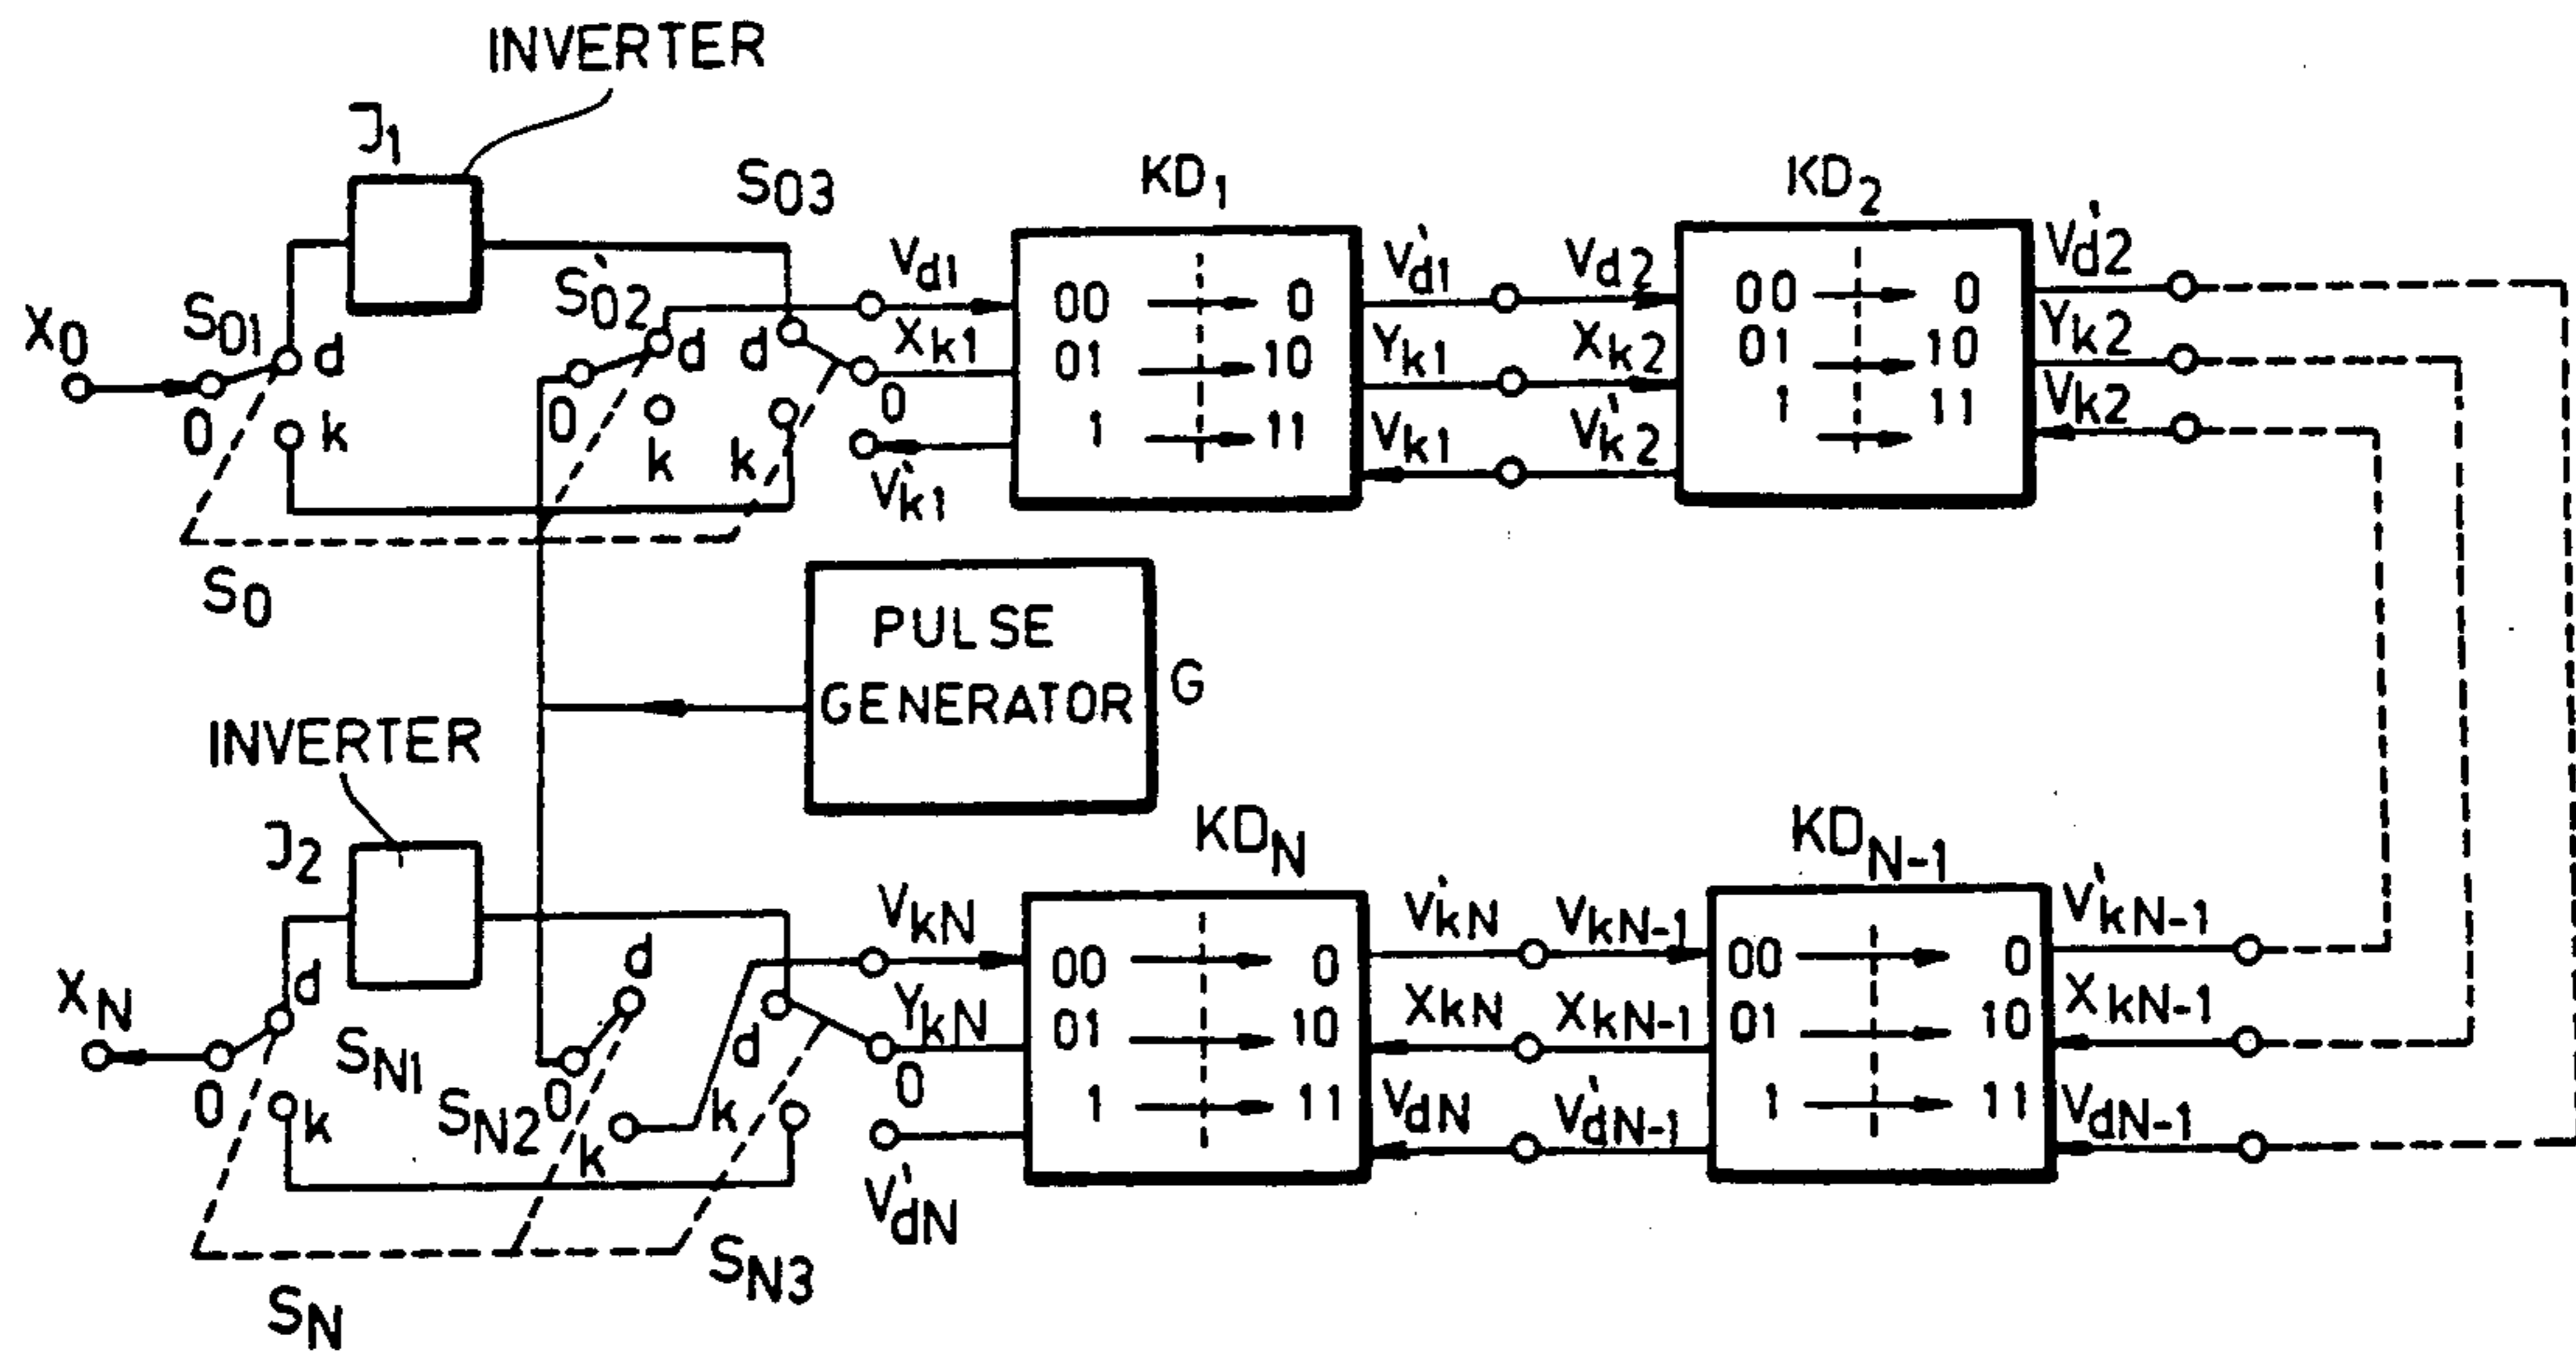 INVERTER
J1
S03
KD1
KD2
X0
S01
d
0
k
S'02
d
0
k
d
k
0
Vd1
Xk1
V'k1
00 0
01 10
1 11
V'd1
Yk1
Vk1
Vd2
Xk2
V'k2
00 0
01 10
1 11
V'd2
Yk2
Vk2
S0
PULSE
GENERATOR
G
INVERTER
J2
KDN
KDN-1
XN
d
0
k
SN1
SN2
d
0
k
d
k
0
VkN
YkN
V'dN
00 0
01 10
1 11
V'kN
XkN
VdN
VkN-1
XkN-1
V'dN-1
00 0
01 10
1 11
V'kN-1
XkN-1
VdN-1
SN3
SN